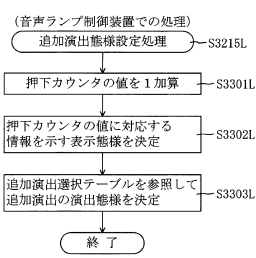 (音声ランプ制御装置での処理)
追加演出態様設定処理
S3215L
押下カウンタの値を1加算
S3301L
押下カウンタの値に対応する
情報を示す表示態様を決定
S3302L
追加演出選択テーブルを参照して
追加演出の演出態様を決定
S3303L
終了